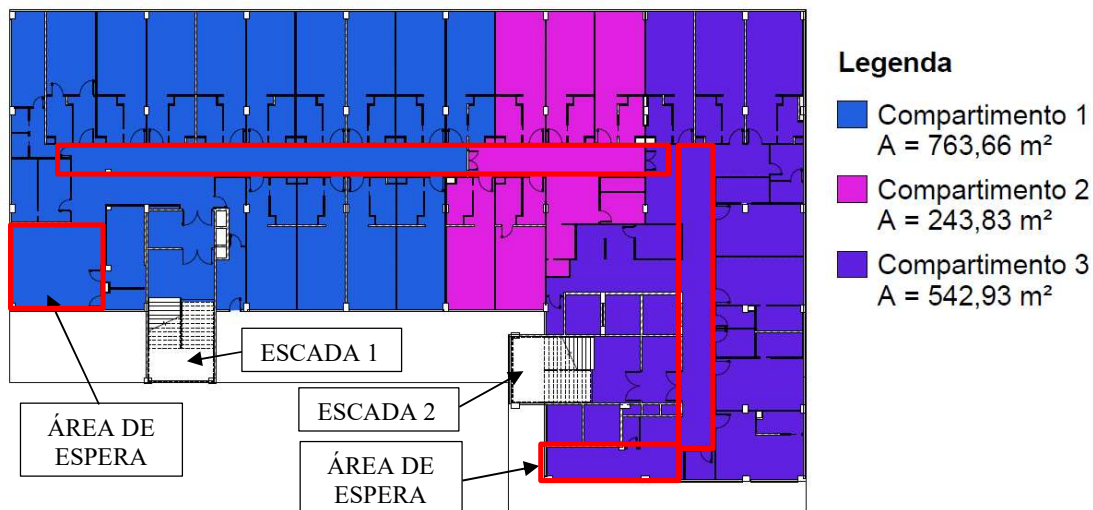 Legenda
Compartimento 1
A = 763,66 m²
Compartimento 2
A = 243,83 m²
Compartimento 3
A = 542,93 m²
ESCADA 1
ESCADA 2
ÁREA DE
ESPERA
ÁREA DE
ESPERA